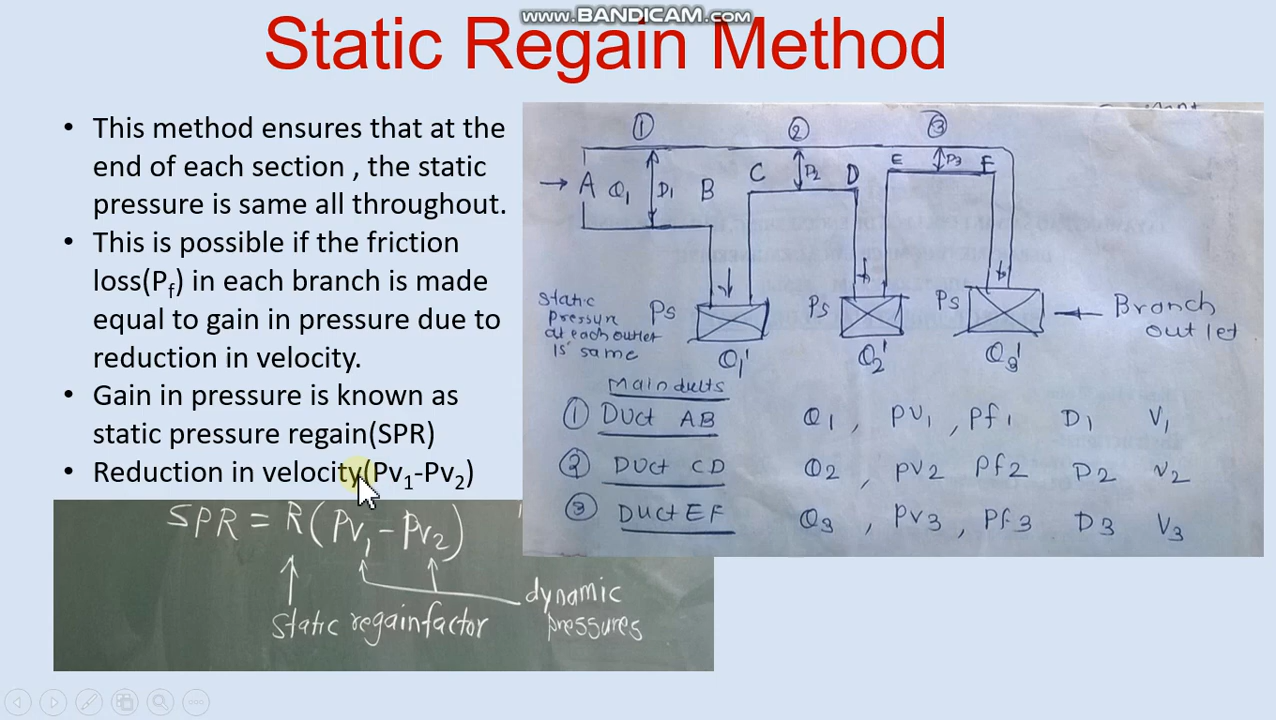 www.BANDICAM.com
Static Regain Method
• This method ensures that at the
end of each section , the static
pressure is same all throughout.
• This is possible if the friction
loss(Pf) in each branch is made
equal to gain in pressure due to
reduction in velocity.
• Gain in pressure is known as
static pressure regain(SPR)
• Reduction in velocity(Pv1-Pv2)
SPR = R(Pv1 - Pv2)
static regain factor
dynamic
pressures
① ② ③
A Q1 D1 B C D2 D E D3 F
static
pressur
at each outlet
is same
Ps Ps Ps
Branch
outlet
Q1' Q2' Q3'
Main ducts
① Duct AB Q1 , PV1 , Pf1 D1 V1
② Duct CD Q2 , PV2 Pf2 D2 V2
③ Duct EF Q3 , PV3 , Pf3 D3 V3